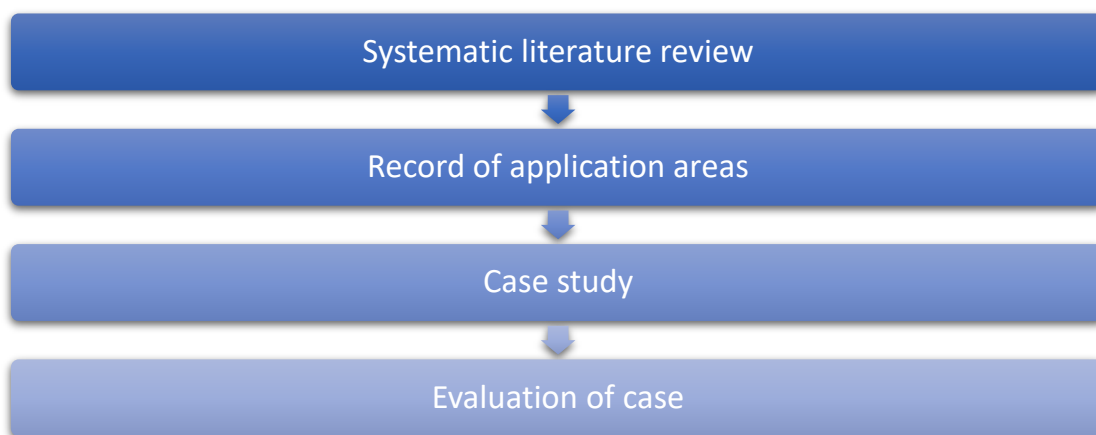 Systematic literature review
Record of application areas
Case study
Evaluation of case